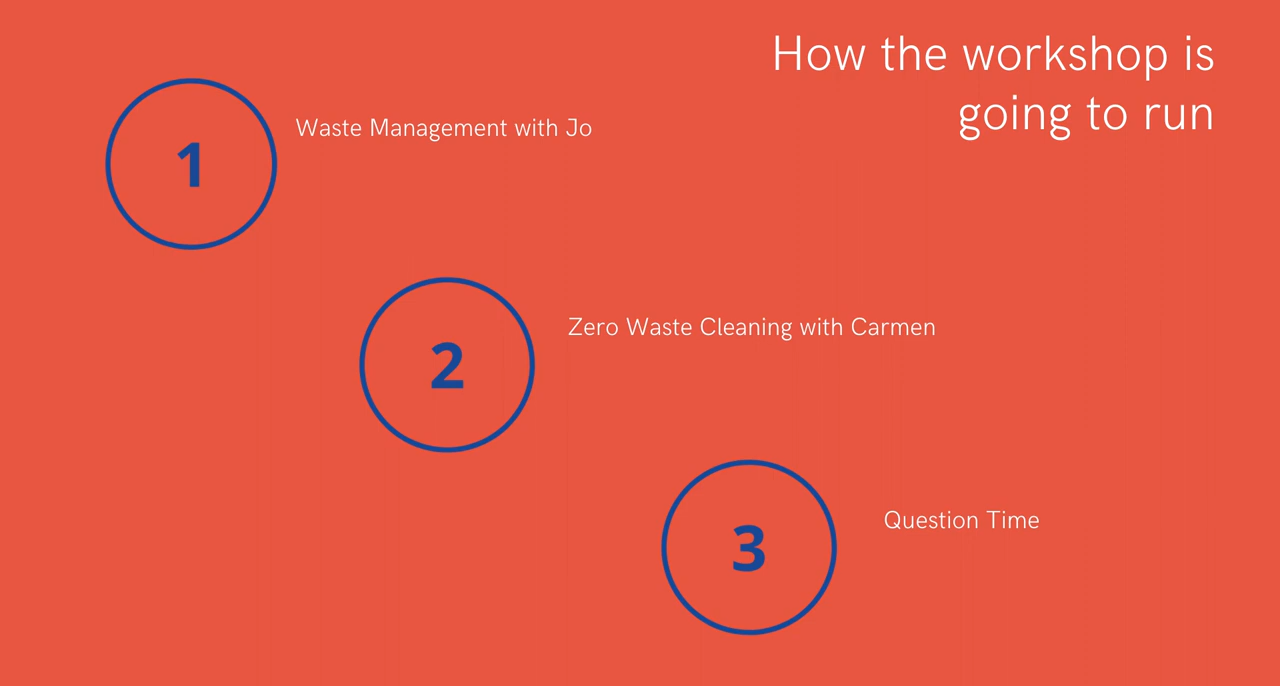 How the workshop is
going to run
1
Waste Management with Jo
2
Zero Waste Cleaning with Carmen
3
Question Time